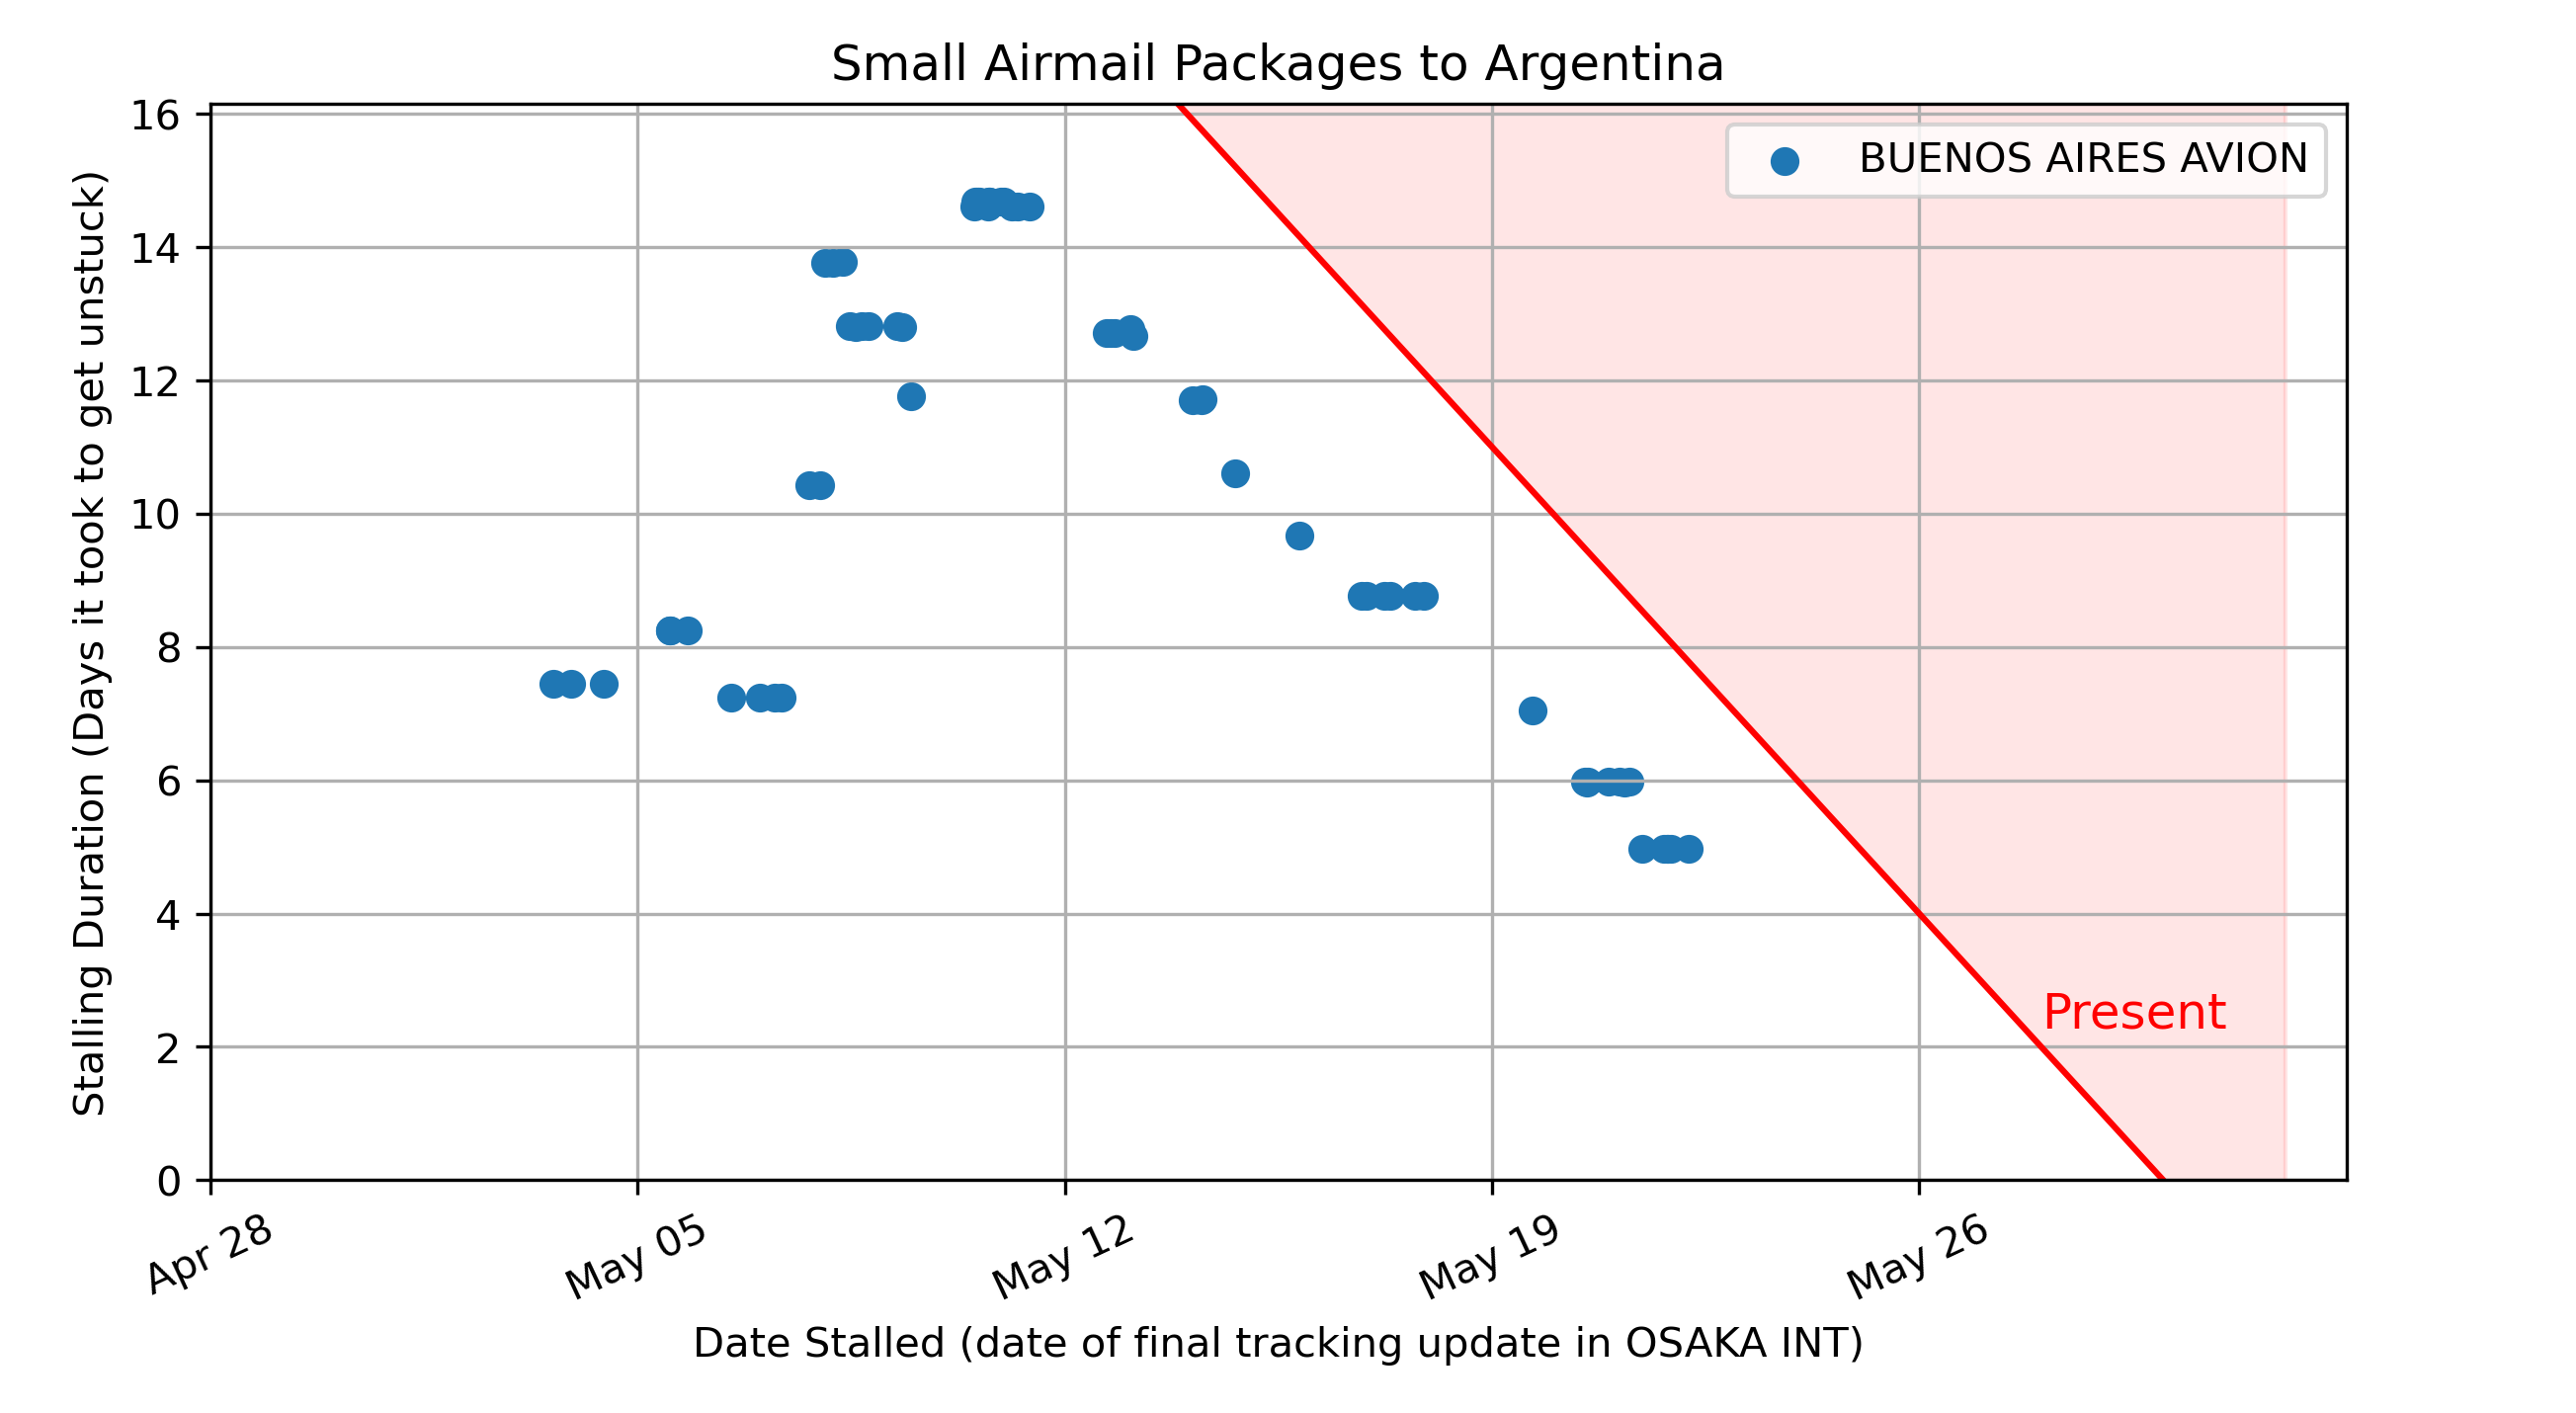 Small Airmail Packages to Argentina
BUENOS AIRES AVION
Stalling Duration (Days it took to get unstuck)
16
14
12
10
8
6
4
2
0
Present
Apr 28
May 05
May 12
May 19
May 26
Date Stalled (date of final tracking update in OSAKA INT)